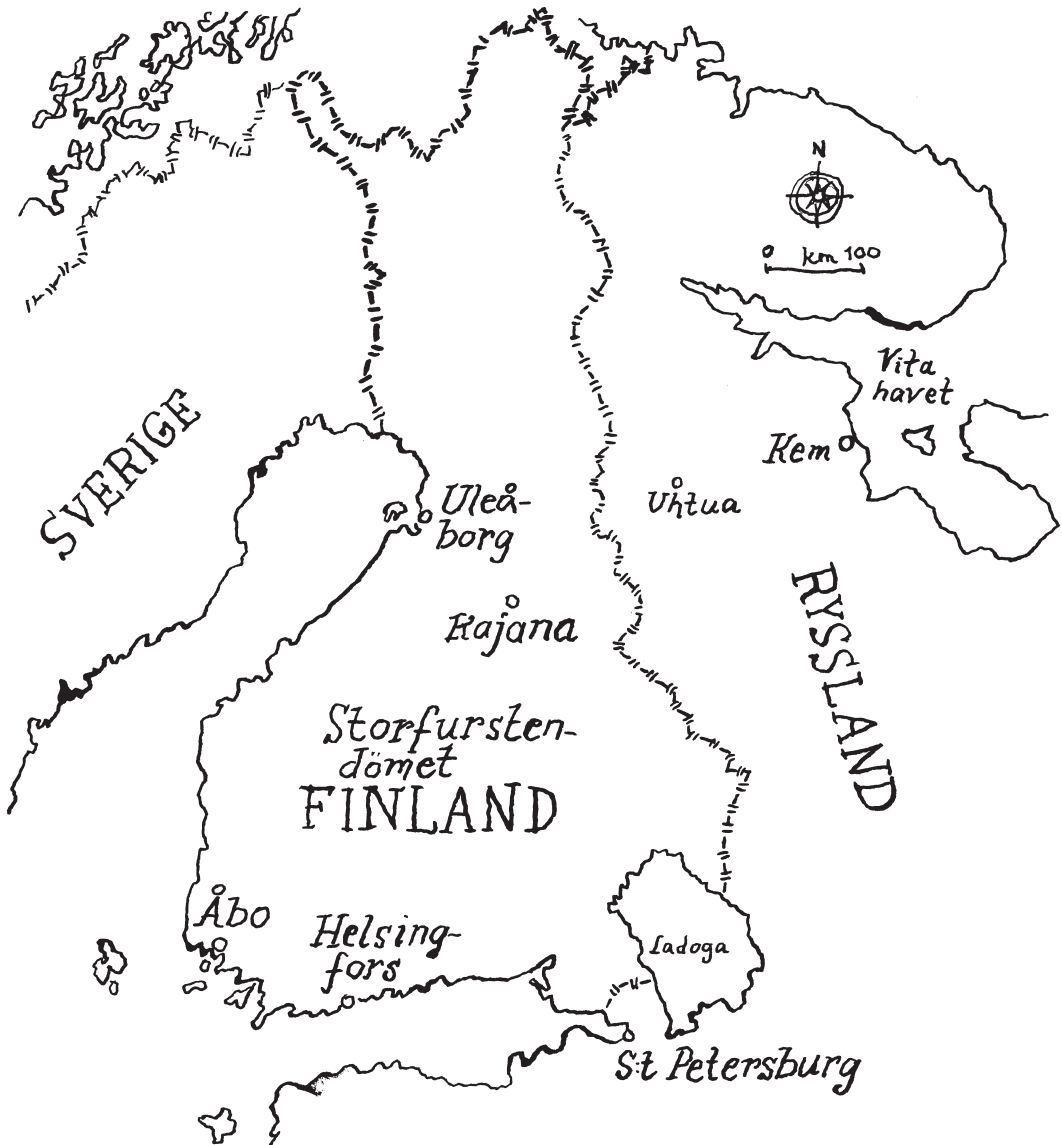 N
0 km 100
Vita
havet
SVERIGE
Kem
Uleå-
borg
Uhtua
Kajana
RYSSLAND
Storfursten-
dömet
FINLAND
Åbo
Helsing-
fors
Ladoga
St Petersburg